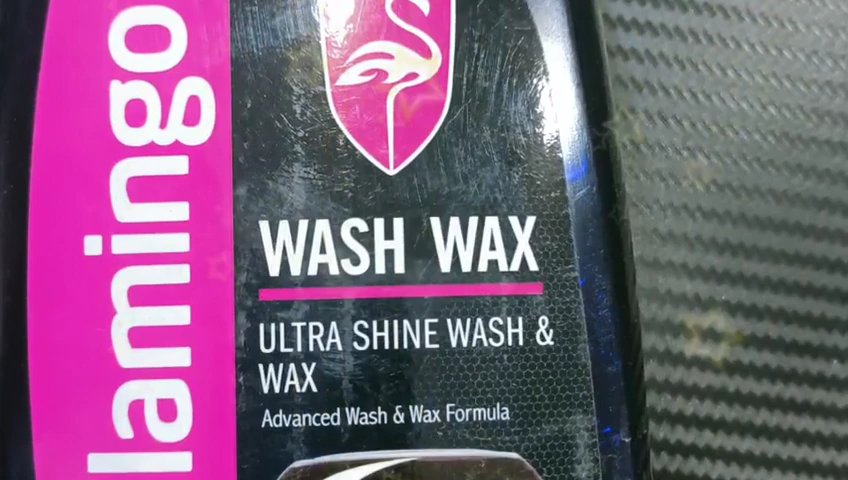 lamingo
WASH WAX
ULTRA SHINE WASH &
WAX
Advanced Wash & Wax Formula